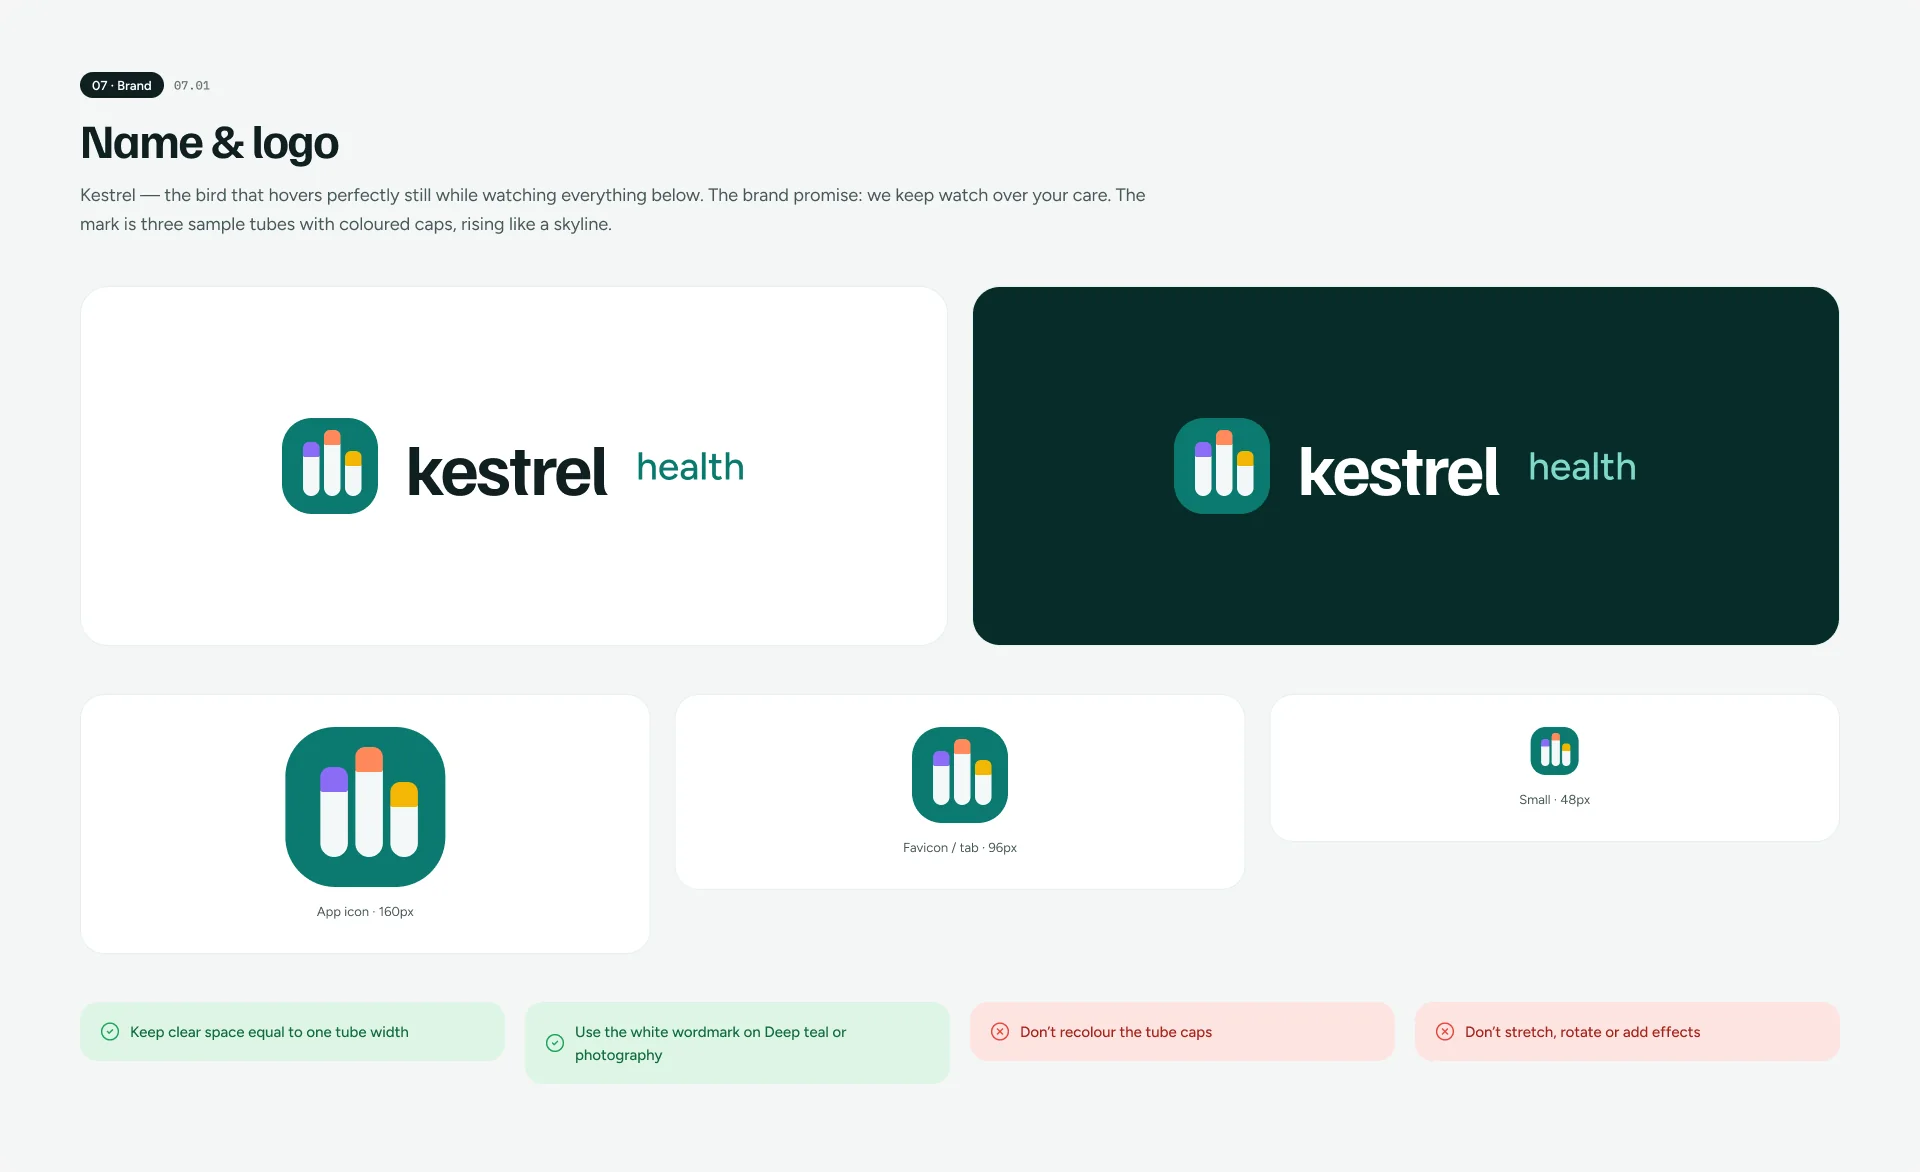 07 · Brand
07.01
Name & logo
Kestrel — the bird that hovers perfectly still while watching everything below. The brand promise: we keep watch over your care. The
mark is three sample tubes with coloured caps, rising like a skyline.
kestrel health
kestrel health
App icon · 160px
Favicon / tab · 96px
Small · 48px
Keep clear space equal to one tube width
Use the white wordmark on Deep teal or
photography
Don’t recolour the tube caps
Don’t stretch, rotate or add effects